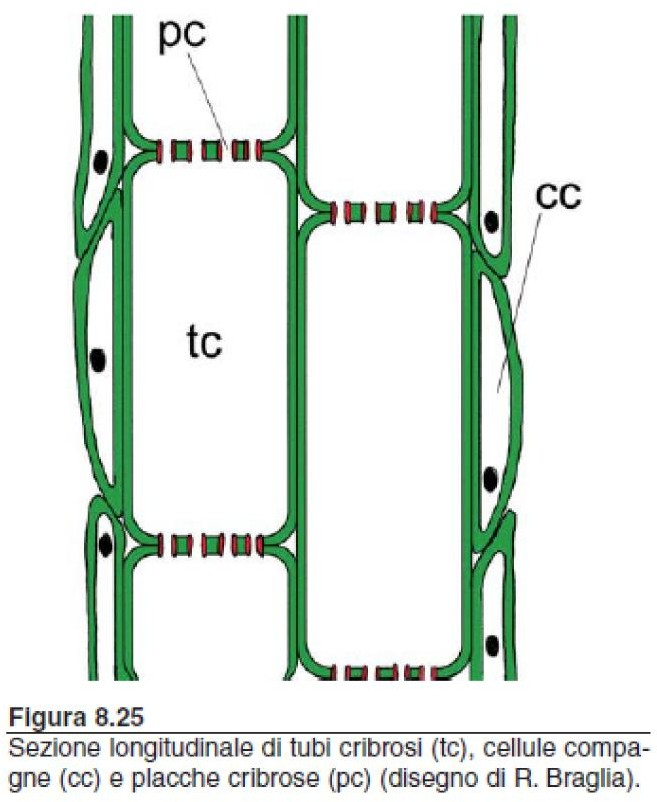 pc
cc
tc
Figura 8.25
Sezione longitudinale di tubi cribrosi (tc), cellule compa-
gne (cc) e placche cribrose (pc) (disegno di R. Braglia).